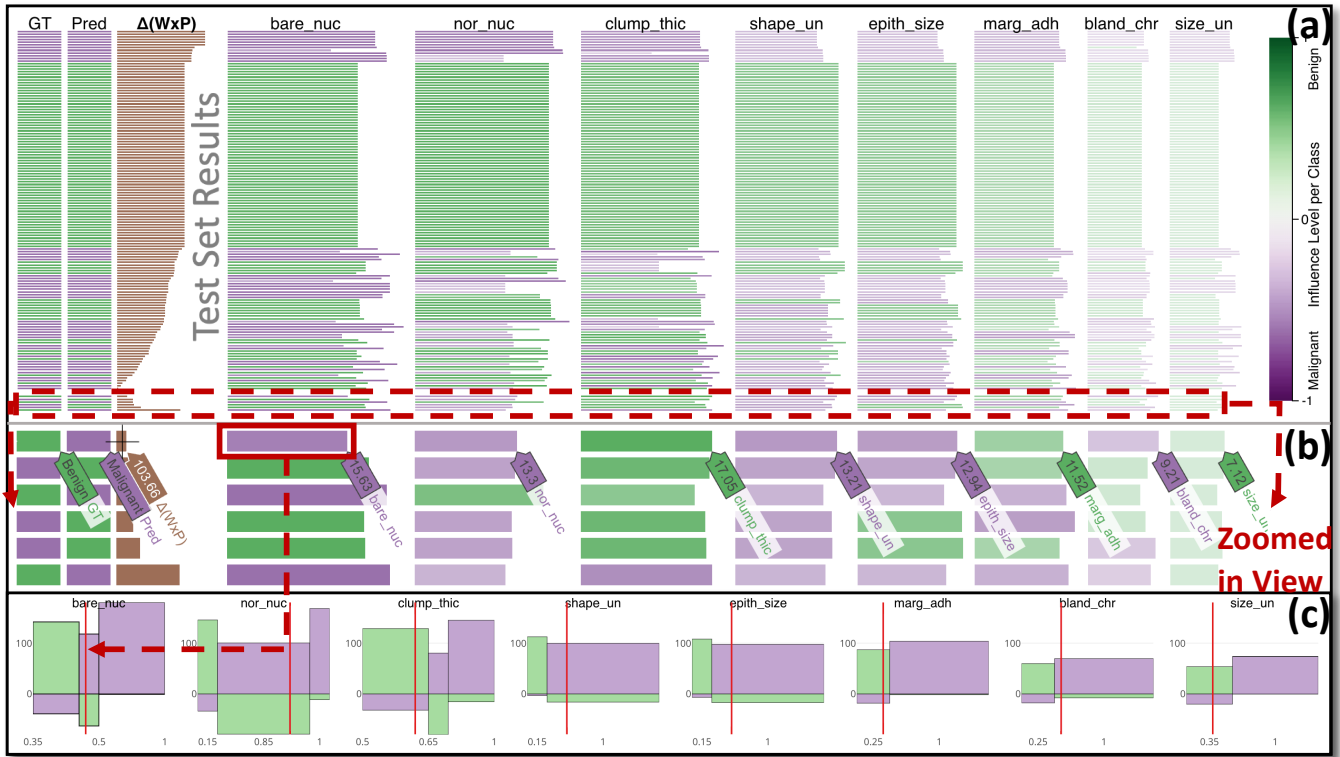 GT Pred Δ(WxP) bare_nuc nor_nuc clump_thic shape_un epith_size marg_adh bland_chr size_un (a)
Test Set Results
1
0
-1
Malignant Influence Level per Class Benign
(b)
Benign GT
Malignant Pred
103.66 Δ(WxP)
15.63 bare_nuc
13.3 nor_nuc
17.05 clump_thic
13.21 shape_un
12.94 epith_size
11.52 marg_adh
9.21 bland_chr
7.12 size_un
Zoomed
in View
bare_nuc nor_nuc clump_thic shape_un epith_size marg_adh bland_chr size_un (c)
100 100 100 100 100 100 100 100
0 0 0 0 0 0 0 0
0.35 0.5 1 0.15 0.85 1 0.5 0.65 1 0.15 1 0.15 1 0.25 1 0.25 1 0.35 1